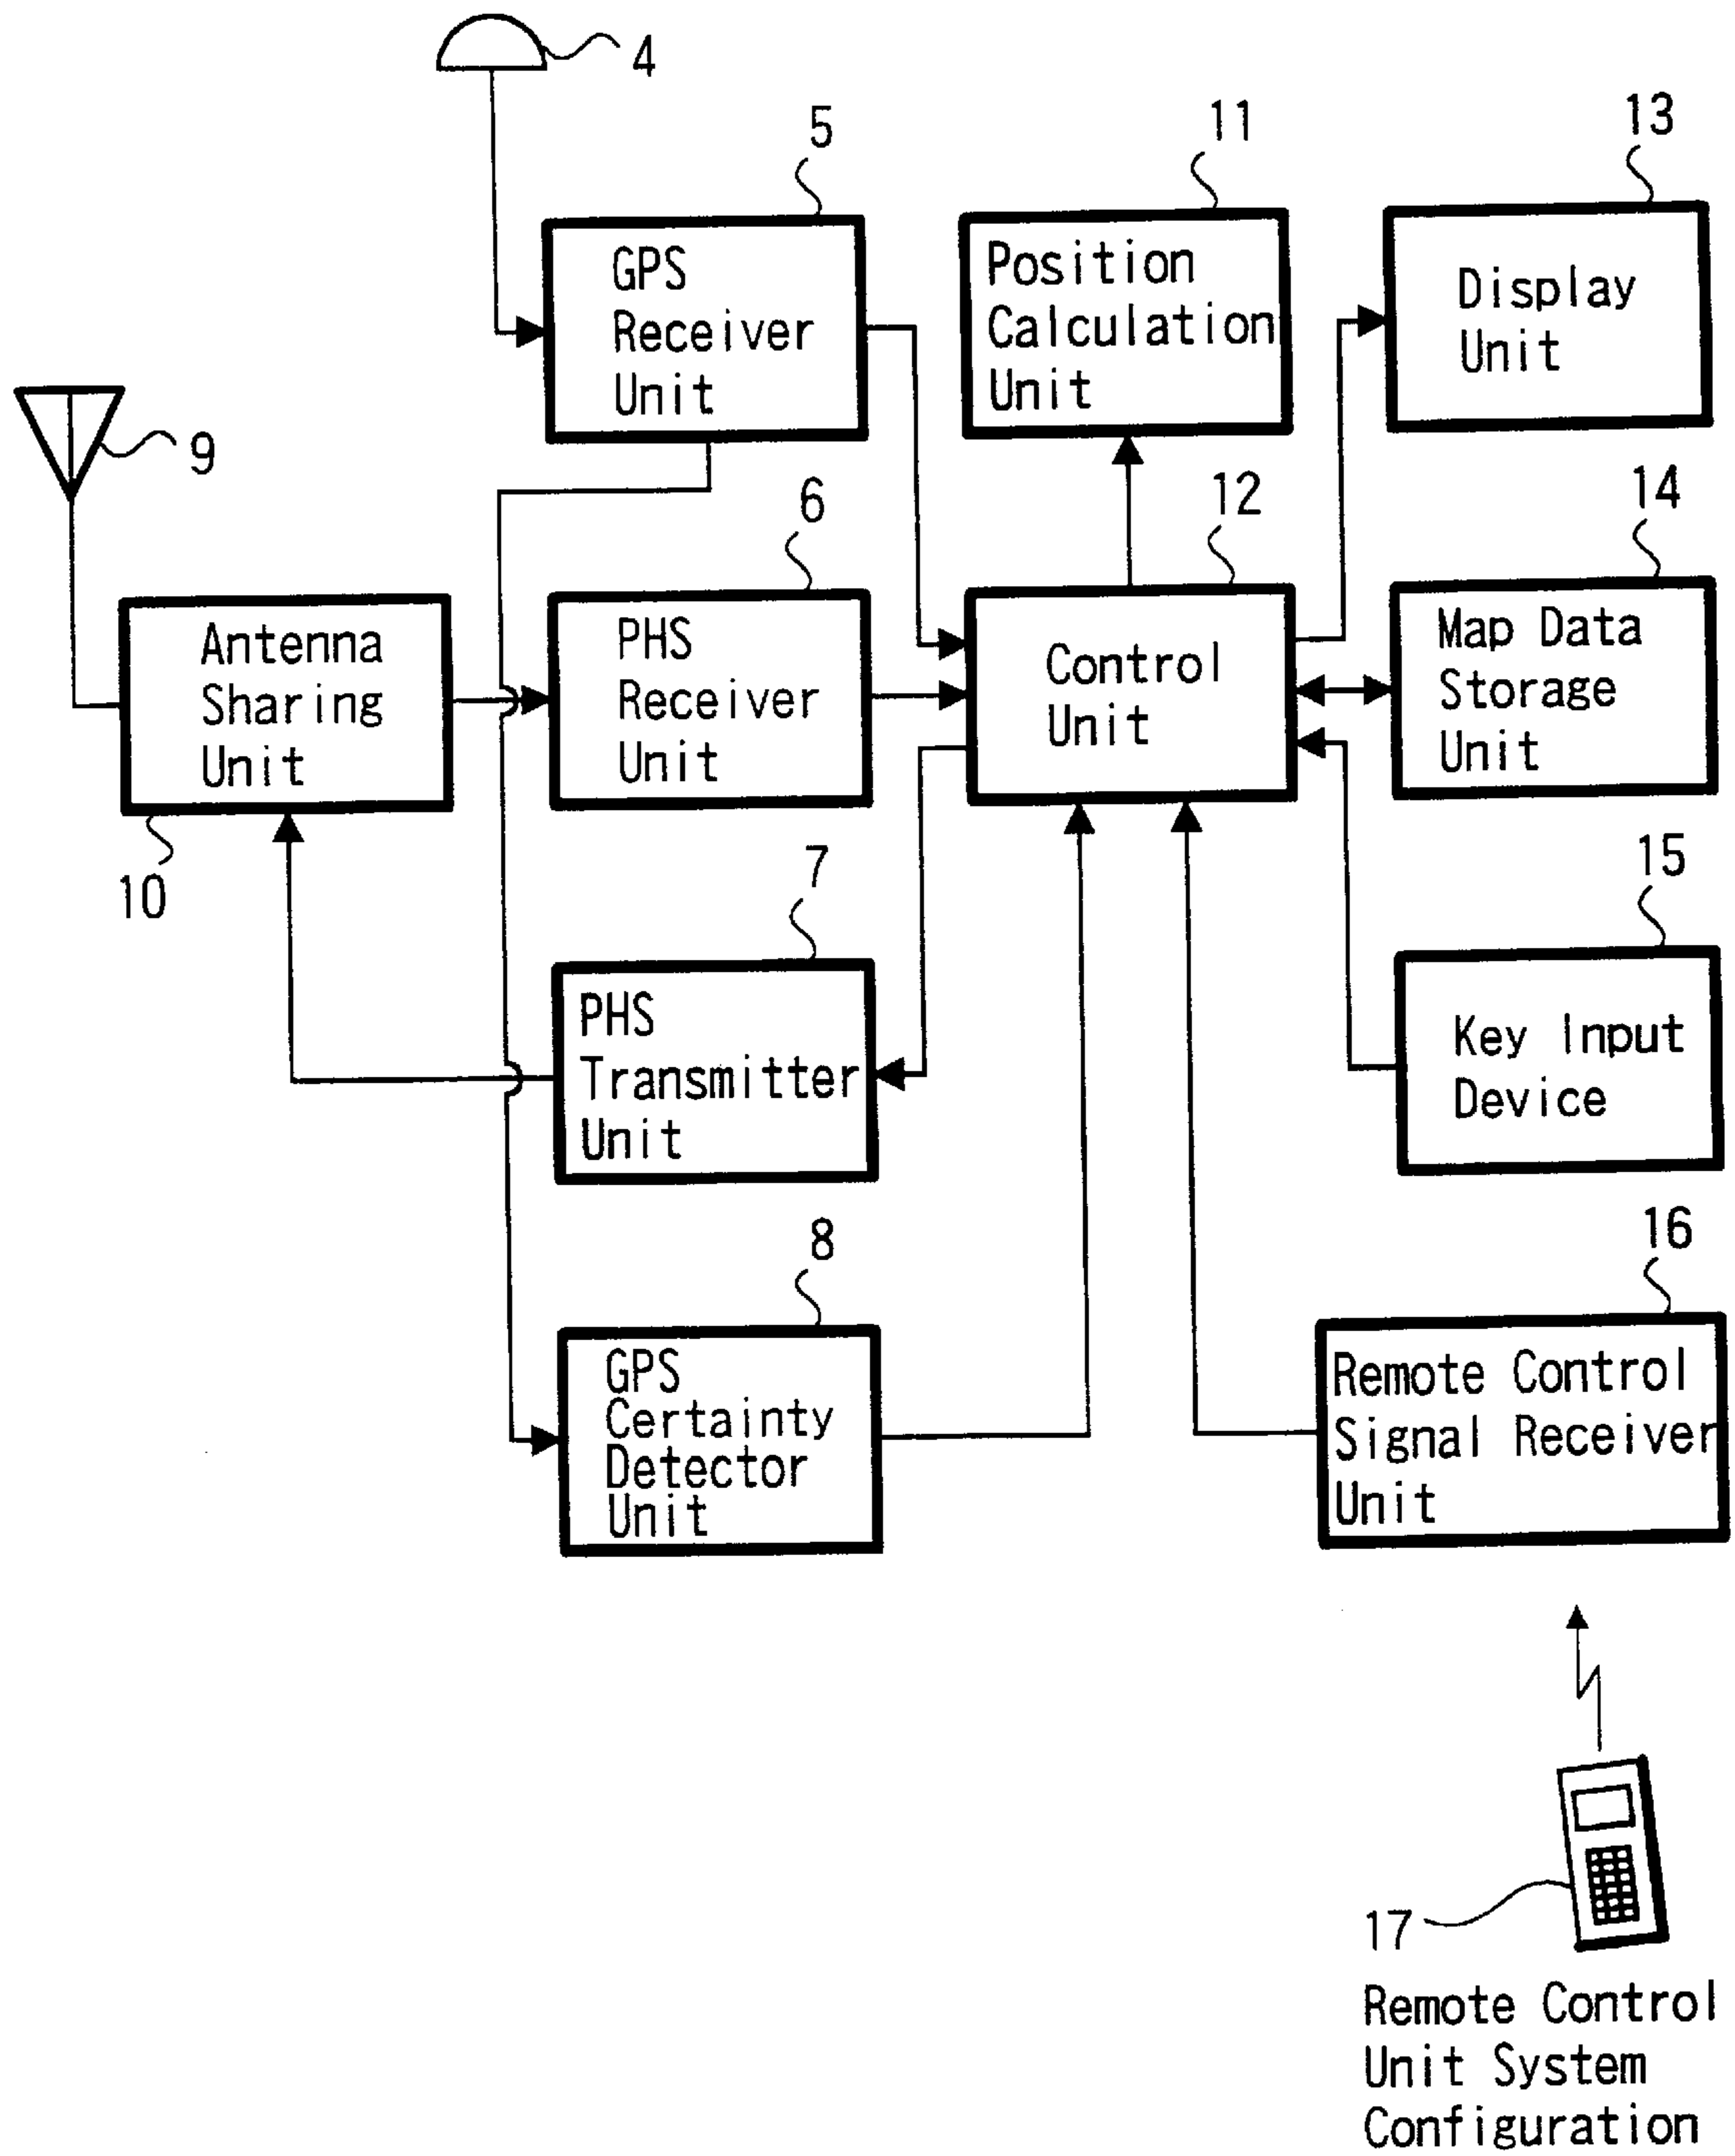 4
5
GPS
Receiver
Unit
11
Position
Calculation
Unit
13
Display
Unit
9
10
Antenna
Sharing
Unit
6
PHS
Receiver
Unit
12
Control
Unit
14
Map Data
Storage
Unit
7
PHS
Transmitter
Unit
15
Key Input
Device
8
GPS
Certainty
Detector
Unit
16
Remote Control
Signal Receiver
Unit
17
Remote Control
Unit System
Configuration